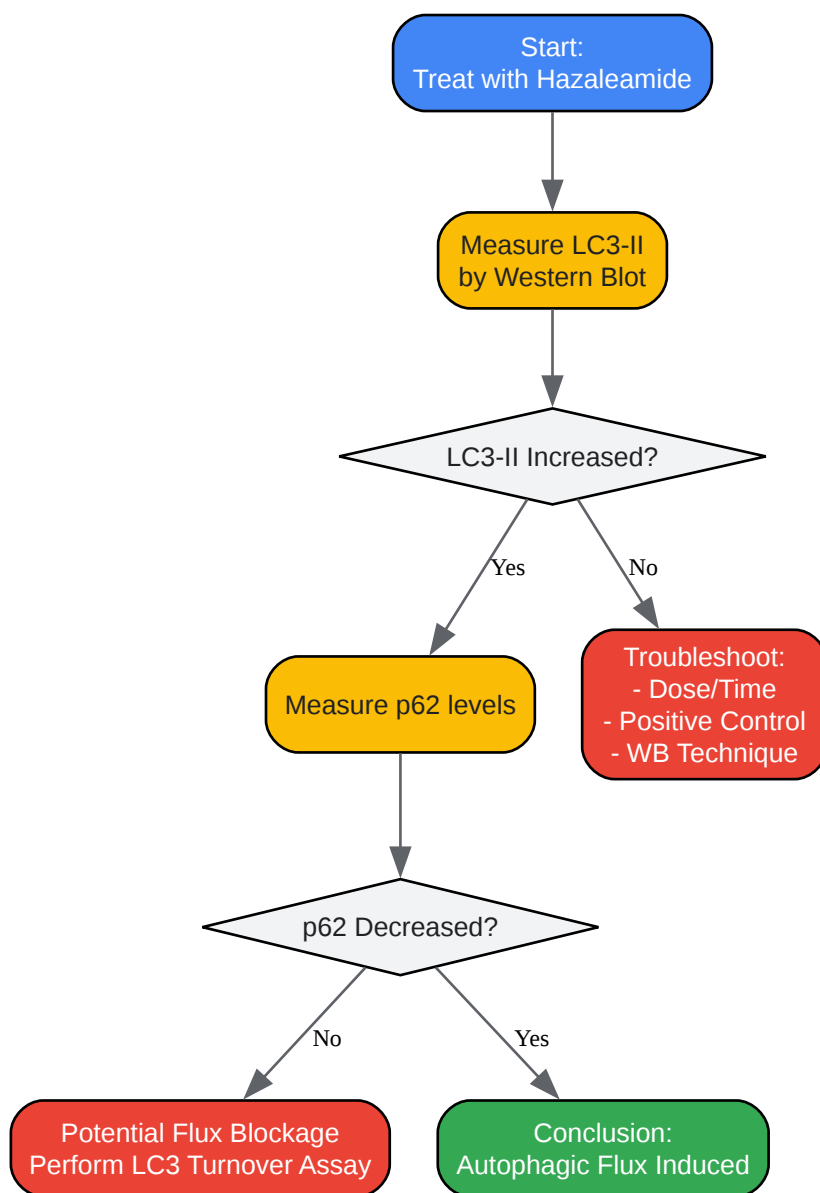 Start:
Treat with Hazaleamide
Measure LC3-II
by Western Blot
LC3-II Increased?
Yes
No
Measure p62 levels
Troubleshoot:
- Dose/Time
- Positive Control
- WB Technique
p62 Decreased?
No
Yes
Potential Flux Blockage
Perform LC3 Turnover Assay
Conclusion:
Autophagic Flux Induced